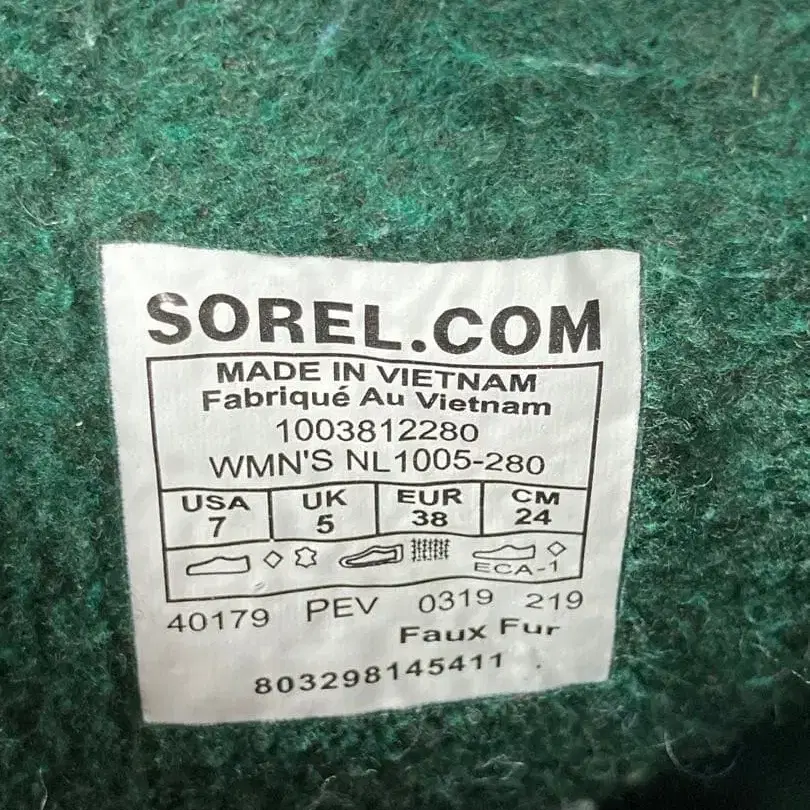 SOREL.COM
MADE IN VIETNAM
Fabriqué Au Vietnam
1003812280
WMN'S NL1005-280
USA UK EUR CM
7 5 38 24
ECA-1
40179 PEV 0319 219
Faux Fur
803298145411 .